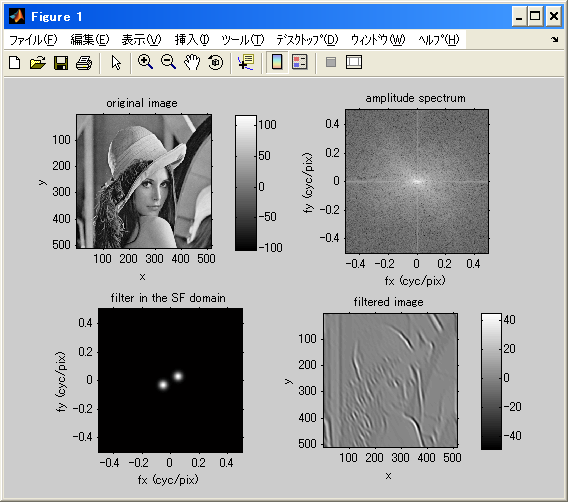 Figure 1
ファイル(F) 編集(E) 表示(V) 挿入(I) ツール(T) デスクトップ(D) ウィンドウ(W) ヘルプ(H)
original image
100
200
300
400
500
y
100 200 300 400 500
x
100
50
0
-50
-100
amplitude spectrum
-0.4
-0.2
0
0.2
0.4
fy (cyc/pix)
-0.4 -0.2 0 0.2 0.4
fx (cyc/pix)
filter in the SF domain
-0.4
-0.2
0
0.2
0.4
fy (cyc/pix)
-0.4 -0.2 0 0.2 0.4
fx (cyc/pix)
filtered image
100
200
300
400
500
y
100 200 300 400 500
x
40
20
0
-20
-40